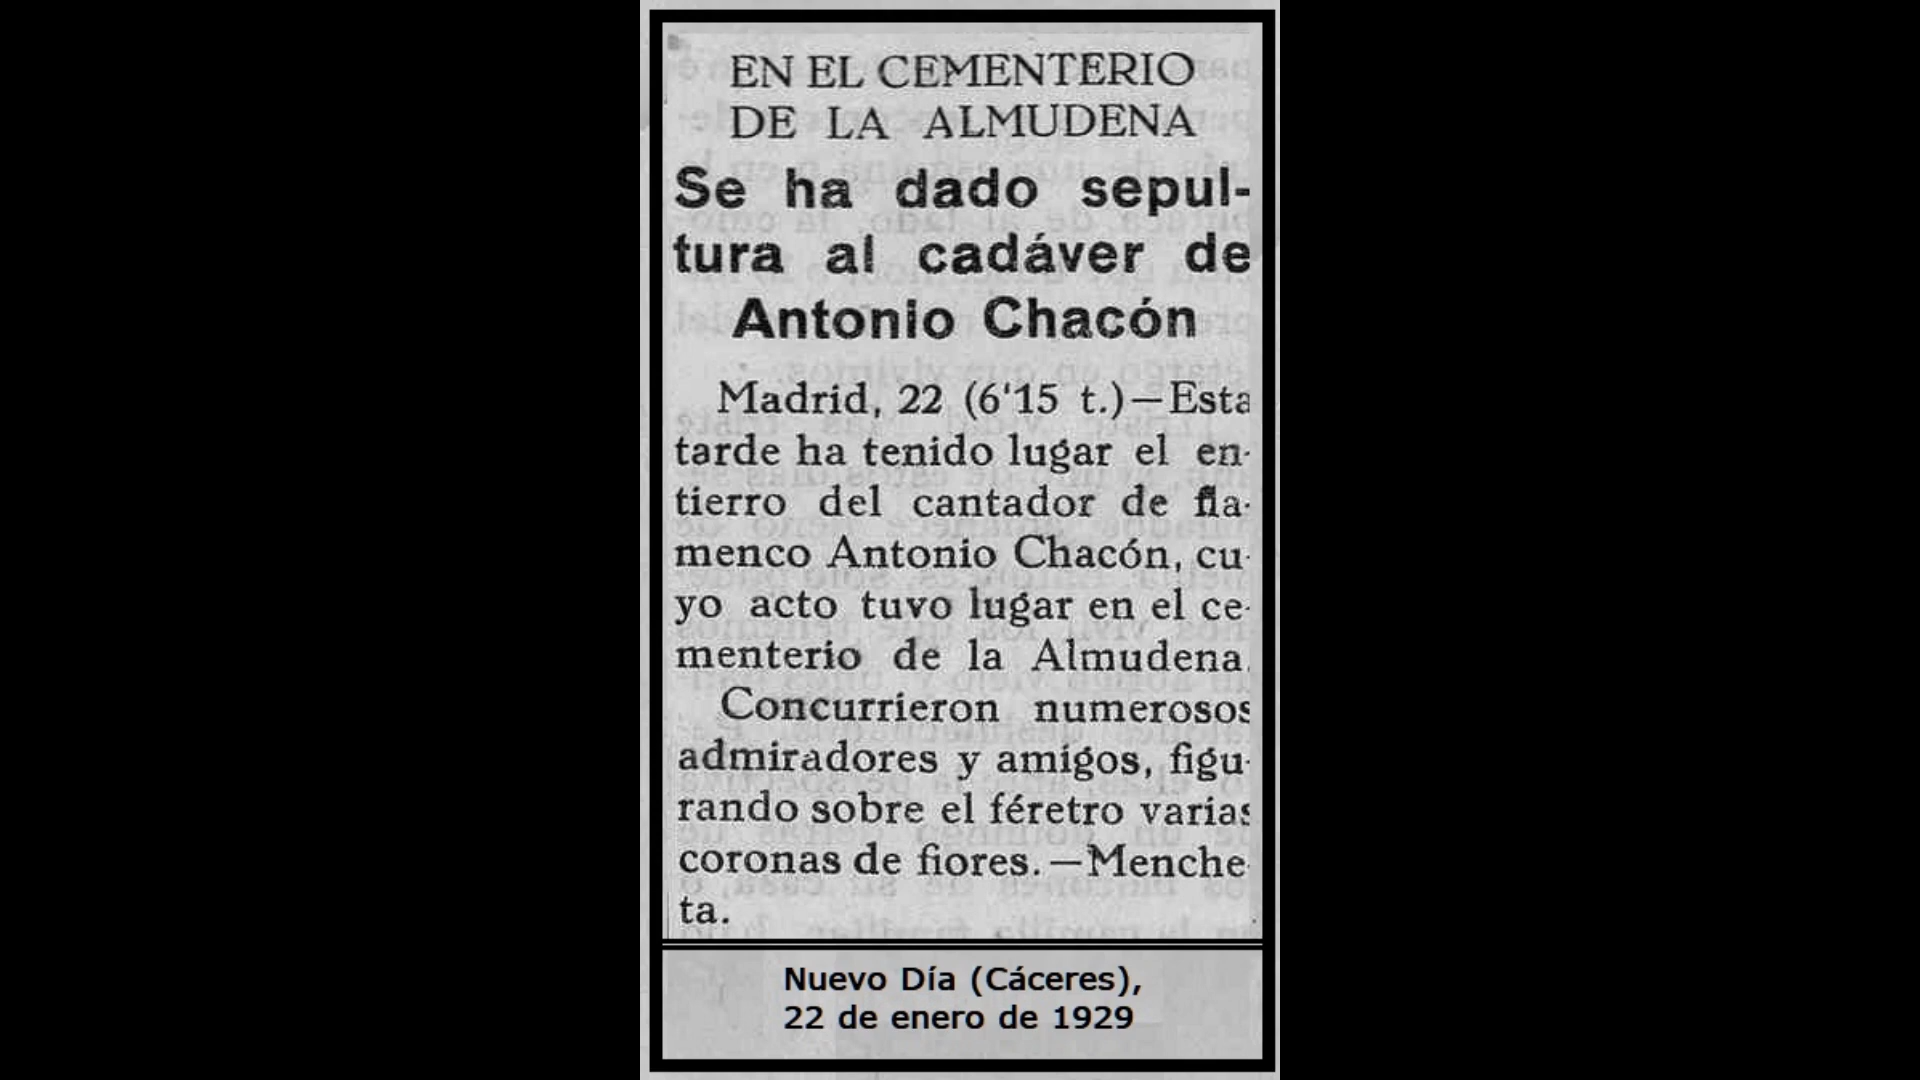 EN EL CEMENTERIO
DE LA ALMUDENA
Se ha dado sepul-
tura al cadáver de
Antonio Chacón
Madrid, 22 (6'15 t.)—Esta
tarde ha tenido lugar el en-
tierro del cantador de fla-
menco Antonio Chacón, cu-
yo acto tuvo lugar en el ce-
menterio de la Almudena.
Concurrieron numerosos
admiradores y amigos, figu-
rando sobre el féretro varias
coronas de fiores.—Menche-
ta.
Nuevo Día (Cáceres),
22 de enero de 1929